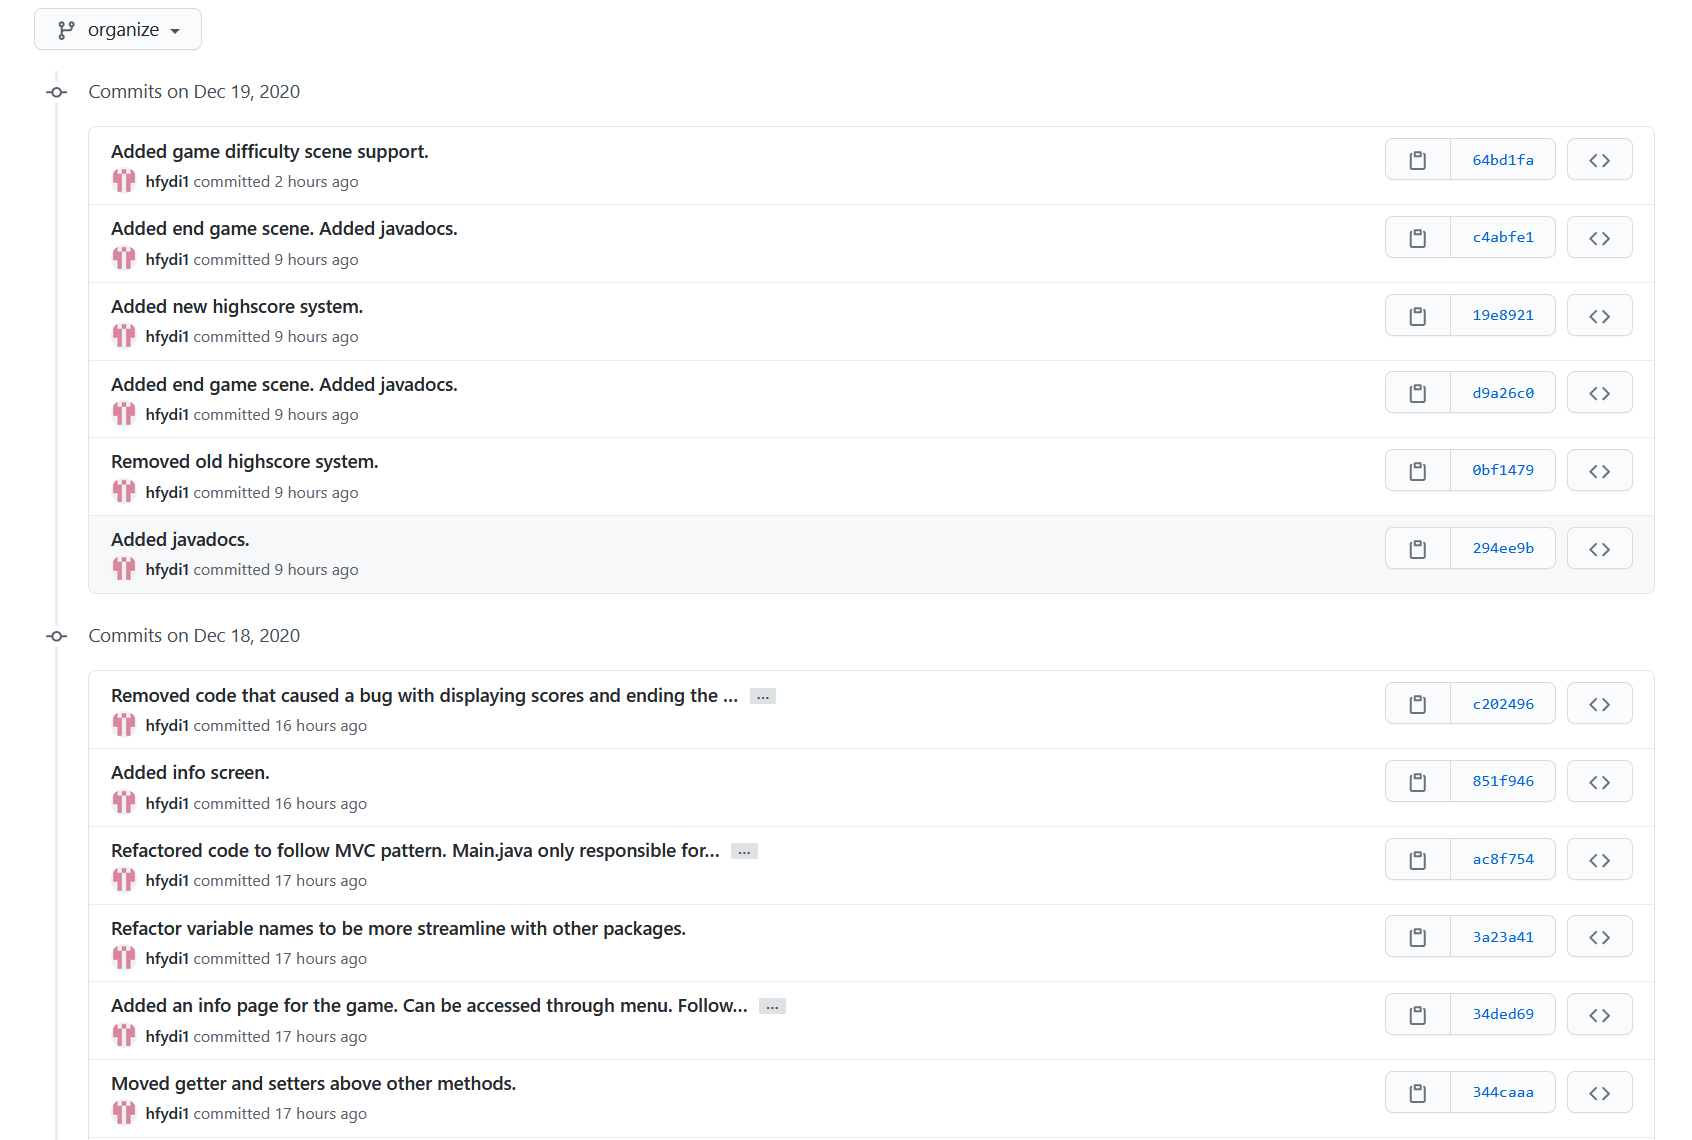 organize
Commits on Dec 19, 2020
Added game difficulty scene support.
64bd1fa
hfydi1 committed 2 hours ago
Added end game scene. Added javadocs.
c4abfe1
hfydi1 committed 9 hours ago
Added new highscore system.
19e8921
hfydi1 committed 9 hours ago
Added end game scene. Added javadocs.
d9a26c0
hfydi1 committed 9 hours ago
Removed old highscore system.
0bf1479
hfydi1 committed 9 hours ago
Added javadocs.
294ee9b
hfydi1 committed 9 hours ago
Commits on Dec 18, 2020
Removed code that caused a bug with displaying scores and ending the ... ...
c202496
hfydi1 committed 16 hours ago
Added info screen.
851f946
hfydi1 committed 16 hours ago
Refactored code to follow MVC pattern. Main.java only responsible for... ...
ac8f754
hfydi1 committed 17 hours ago
Refactor variable names to be more streamline with other packages.
3a23a41
hfydi1 committed 17 hours ago
Added an info page for the game. Can be accessed through menu. Follow... ...
34ded69
hfydi1 committed 17 hours ago
Moved getter and setters above other methods.
344caaa
hfydi1 committed 17 hours ago